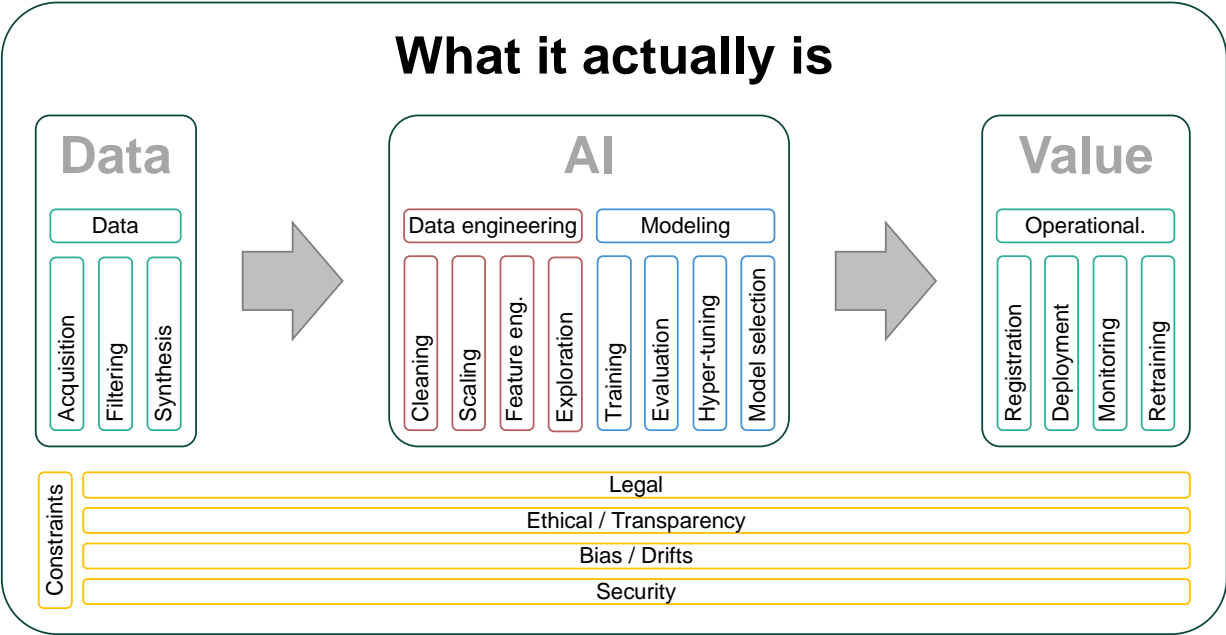 What it actually is
Data
AI
Value
Data
Data engineering
Modeling
Operational.
Acquisition
Filtering
Synthesis
Cleaning
Scaling
Feature eng.
Exploration
Training
Evaluation
Hyper-tuning
Model selection
Registration
Deployment
Monitoring
Retraining
Constraints
Legal
Ethical / Transparency
Bias / Drifts
Security